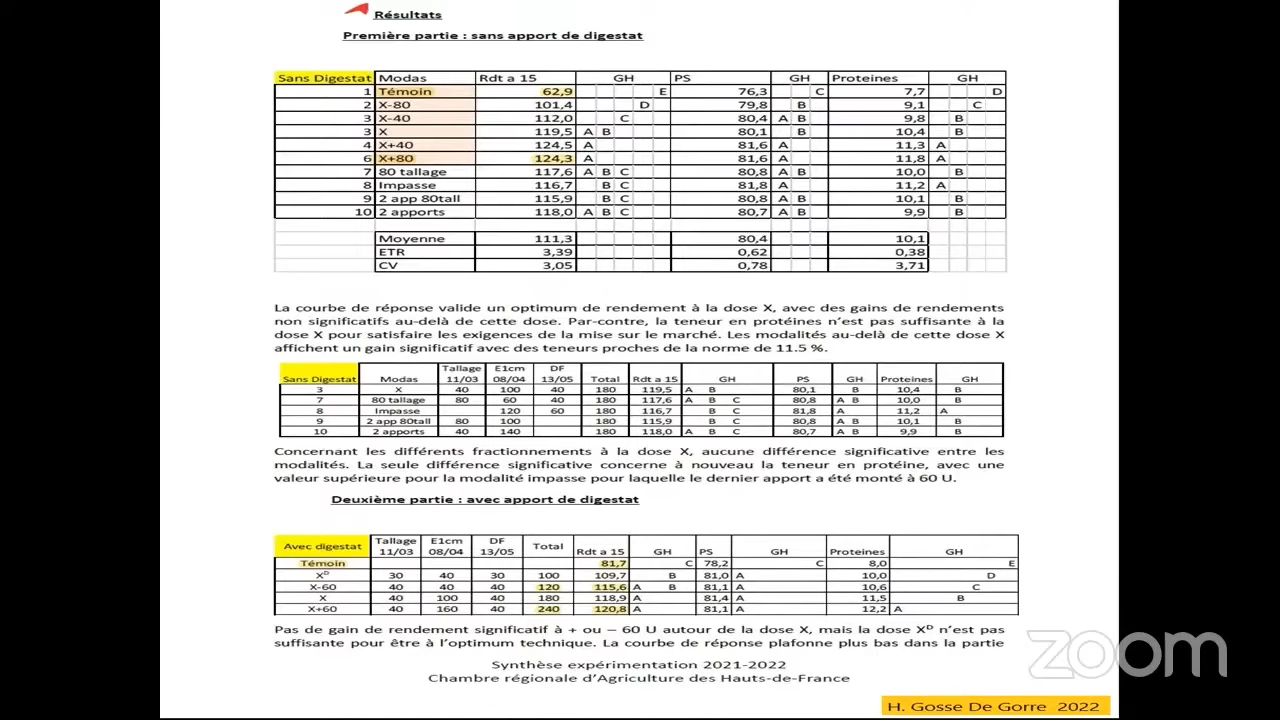 Résultats
Première partie : sans apport de digestat
Sans Digestat Modas Rdt a 15 GH PS GH Proteines GH
1 Témoin 62,9 E 76,3 C 7,7 D
2 X-80 101,4 D 79,8 B 9,1 C
3 X-40 112,0 C 80,4 A B 9,8 B
3 X 119,5 A B 80,1 B 10,4 B
4 X+40 124,5 A 81,6 A 11,3 A
6 X+80 124,3 A 81,6 A 11,8 A
7 80 tallage 117,6 A B C 80,8 A B 10,0 B
8 Impasse 116,7 B C 81,8 A 11,2 A
9 2 app 80tall 115,9 B C 80,8 A B 10,1 B
10 2 apports 118,0 A B C 80,7 A B 9,9 B
Moyenne 111,3 80,4 10,1
ETR 3,39 0,62 0,38
CV 3,05 0,78 3,71
La courbe de réponse valide un optimum de rendement à la dose X, avec des gains de rendements
non significatifs au-delà de cette dose. Par-contre, la teneur en protéines n'est pas suffisante à la
dose X pour satisfaire les exigences de la mise sur le marché. Les modalités au-delà de cette dose X
affichent un gain significatif avec des teneurs proches de la norme de 11.5 %.
Sans Digestat Modas Tallage 11/03 E1cm 08/04 DF 13/05 Total Rdt a 15 GH PS GH Proteines GH
3 X 40 100 40 180 119,5 A B 80,1 B 10,4 B
7 80 tallage 80 60 40 180 117,6 A B C 80,8 A B 10,0 B
8 Impasse 120 60 180 116,7 B C 81,8 A 11,2 A
9 2 app 80tall 80 100 180 115,9 B C 80,8 A B 10,1 B
10 2 apports 40 140 180 118,0 A B C 80,7 A B 9,9 B
Concernant les différents fractionnements à la dose X, aucune différence significative entre les
modalités. La seule différence significative concerne à nouveau la teneur en protéine, avec une
valeur supérieure pour la modalité impasse pour laquelle le dernier apport a été monté à 60 U.
Deuxième partie : avec apport de digestat
Avec digestat Tallage 11/03 E1cm 08/04 DF 13/05 Total Rdt a 15 GH PS GH Proteines GH
Témoin 81,7 C 78,2 C 8,0 E
Xᴰ 30 40 30 100 109,7 B 81,0 A 10,0 D
X-60 40 40 40 120 115,6 A B 81,1 A 10,6 C
X 40 100 40 180 118,9 A 81,4 A 11,5 B
X+60 40 160 40 240 120,8 A 81,1 A 12,2 A
Pas de gain de rendement significatif à + ou – 60 U autour de la dose X, mais la dose Xᴰ n'est pas
suffisante pour être à l'optimum technique. La courbe de réponse plafonne plus bas dans la partie
Synthèse expérimentation 2021-2022
Chambre régionale d'Agriculture des Hauts-de-France
zoom
H. Gosse De Gorre 2022